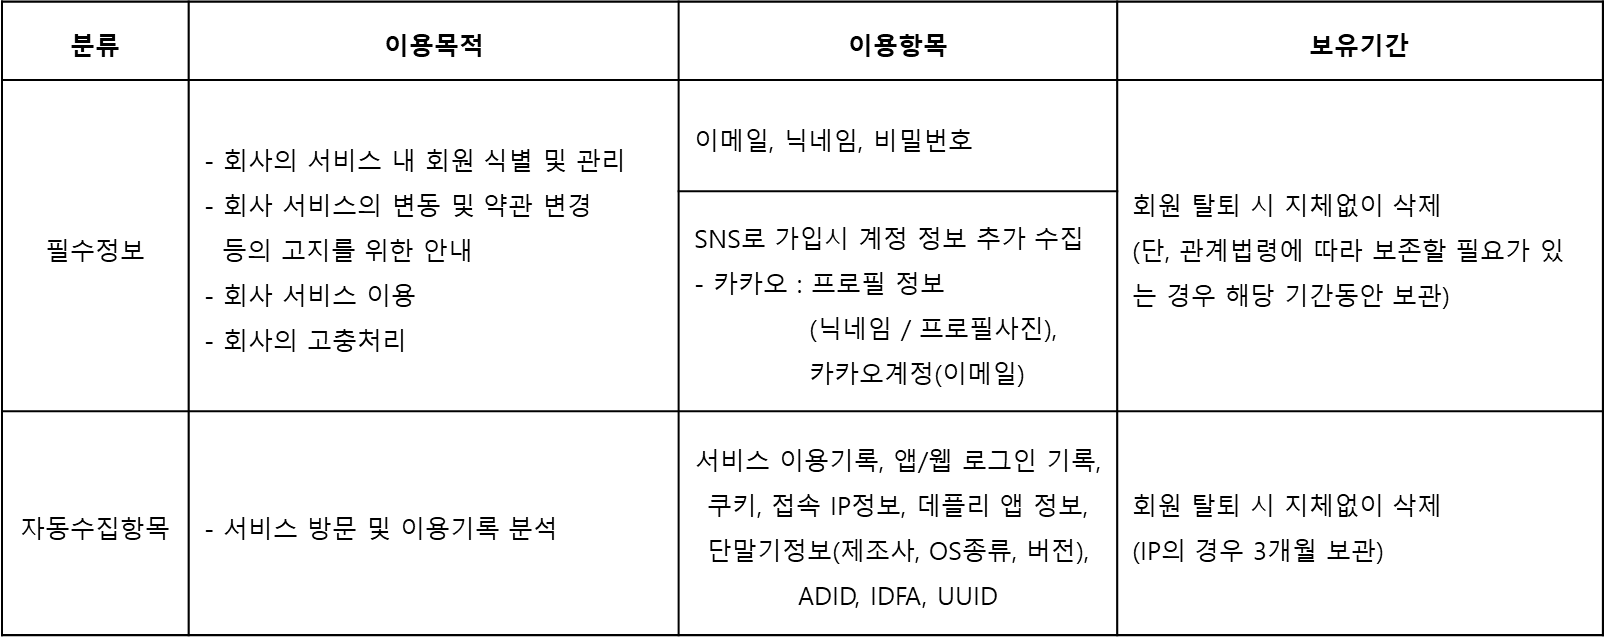 분류
이용목적
이용항목
보유기간
필수정보
- 회사의 서비스 내 회원 식별 및 관리
- 회사 서비스의 변동 및 약관 변경
등의 고지를 위한 안내
- 회사 서비스 이용
- 회사의 고충처리
이메일, 닉네임, 비밀번호
SNS로 가입시 계정 정보 추가 수집
- 카카오 : 프로필 정보
(닉네임 / 프로필사진),
카카오계정(이메일)
회원 탈퇴 시 지체없이 삭제
(단, 관계법령에 따라 보존할 필요가 있
는 경우 해당 기간동안 보관)
자동수집항목
- 서비스 방문 및 이용기록 분석
서비스 이용기록, 앱/웹 로그인 기록,
쿠키, 접속 IP정보, 데플리 앱 정보,
단말기정보(제조사, OS종류, 버전),
ADID, IDFA, UUID
회원 탈퇴 시 지체없이 삭제
(IP의 경우 3개월 보관)